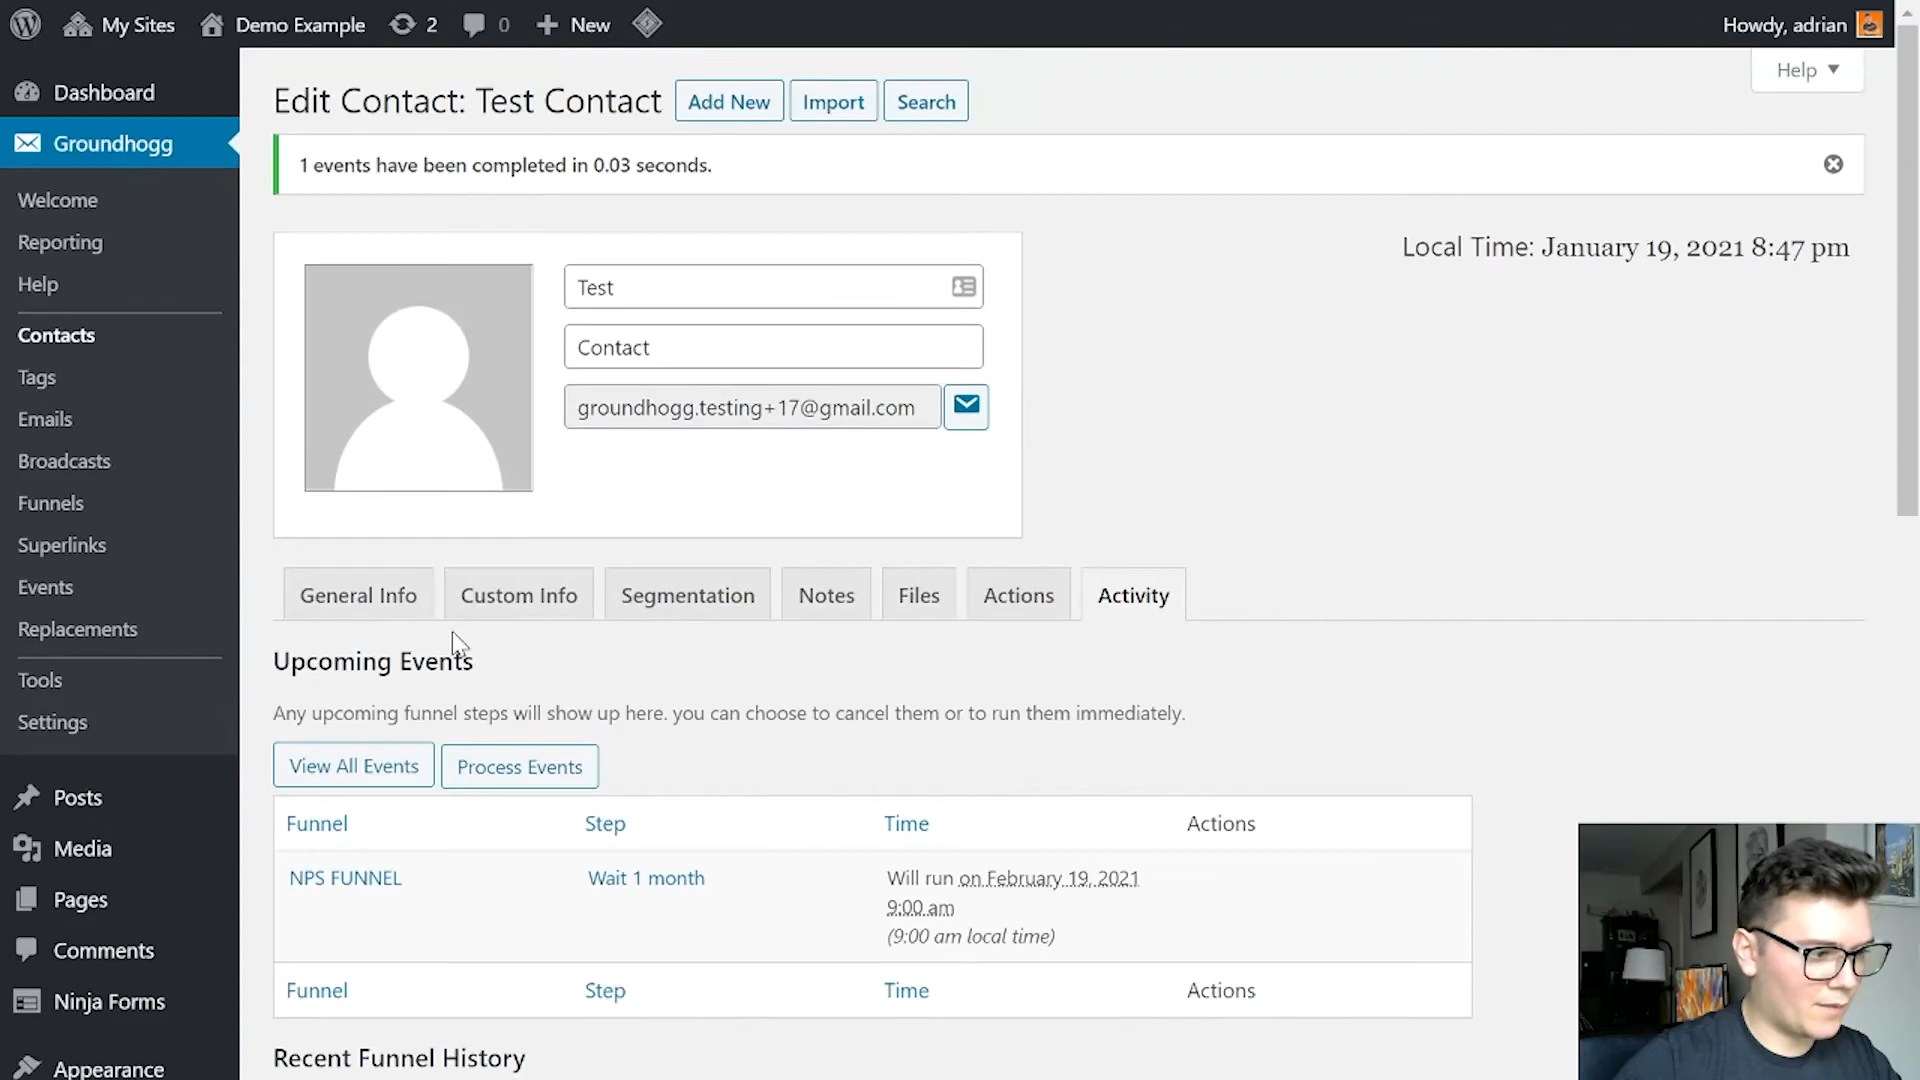 My Sites
Demo Example
2
0
New
Howdy, adrian
Dashboard
Groundhogg
Welcome
Reporting
Help
Contacts
Tags
Emails
Broadcasts
Funnels
Superlinks
Events
Replacements
Tools
Settings
Posts
Media
Pages
Comments
Ninja Forms
Appearance
Help
Edit Contact: Test Contact
Add New
Import
Search
1 events have been completed in 0.03 seconds.
Local Time: January 19, 2021 8:47 pm
Test
Contact
groundhogg.testing+17@gmail.com
General Info
Custom Info
Segmentation
Notes
Files
Actions
Activity
Upcoming Events
Any upcoming funnel steps will show up here. you can choose to cancel them or to run them immediately.
View All Events
Process Events
Funnel Step Time Actions
NPS FUNNEL
Wait 1 month
Will run on February 19, 2021
9:00 am
(9:00 am local time)
Funnel Step Time Actions
Recent Funnel History